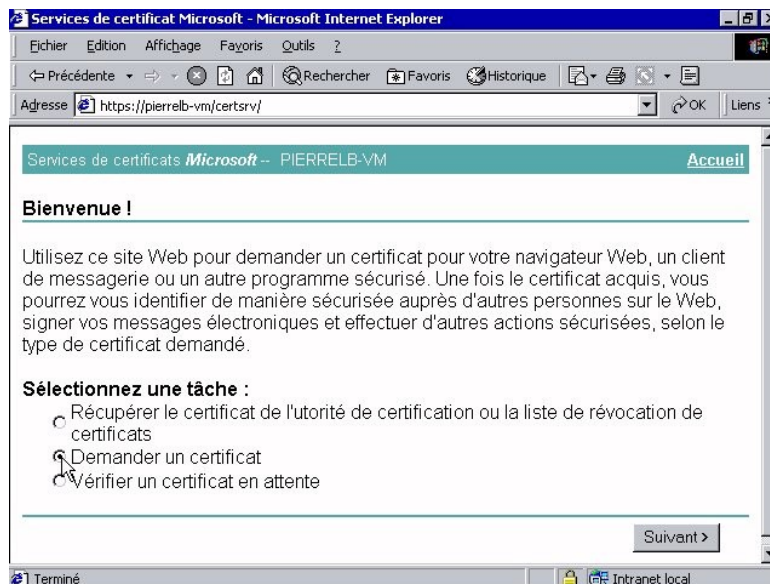 Services de certificat Microsoft - Microsoft Internet Explorer
Fichier Edition Affichage Favoris Outils ?
Précédente Rechercher Favoris Historique
Adresse https://pierrelb-vm/certsrv/ OK Liens
Services de certificats Microsoft -- PIERRELB-VM Accueil
Bienvenue !
Utilisez ce site Web pour demander un certificat pour votre navigateur Web, un client
de messagerie ou un autre programme sécurisé. Une fois le certificat acquis, vous
pourrez vous identifier de manière sécurisée auprès d'autres personnes sur le Web,
signer vos messages électroniques et effectuer d'autres actions sécurisées, selon le
type de certificat demandé.
Sélectionnez une tâche :
Récupérer le certificat de l'utorité de certification ou la liste de révocation de
certificats
Demander un certificat
Vérifier un certificat en attente
Suivant >
Terminé Intranet local